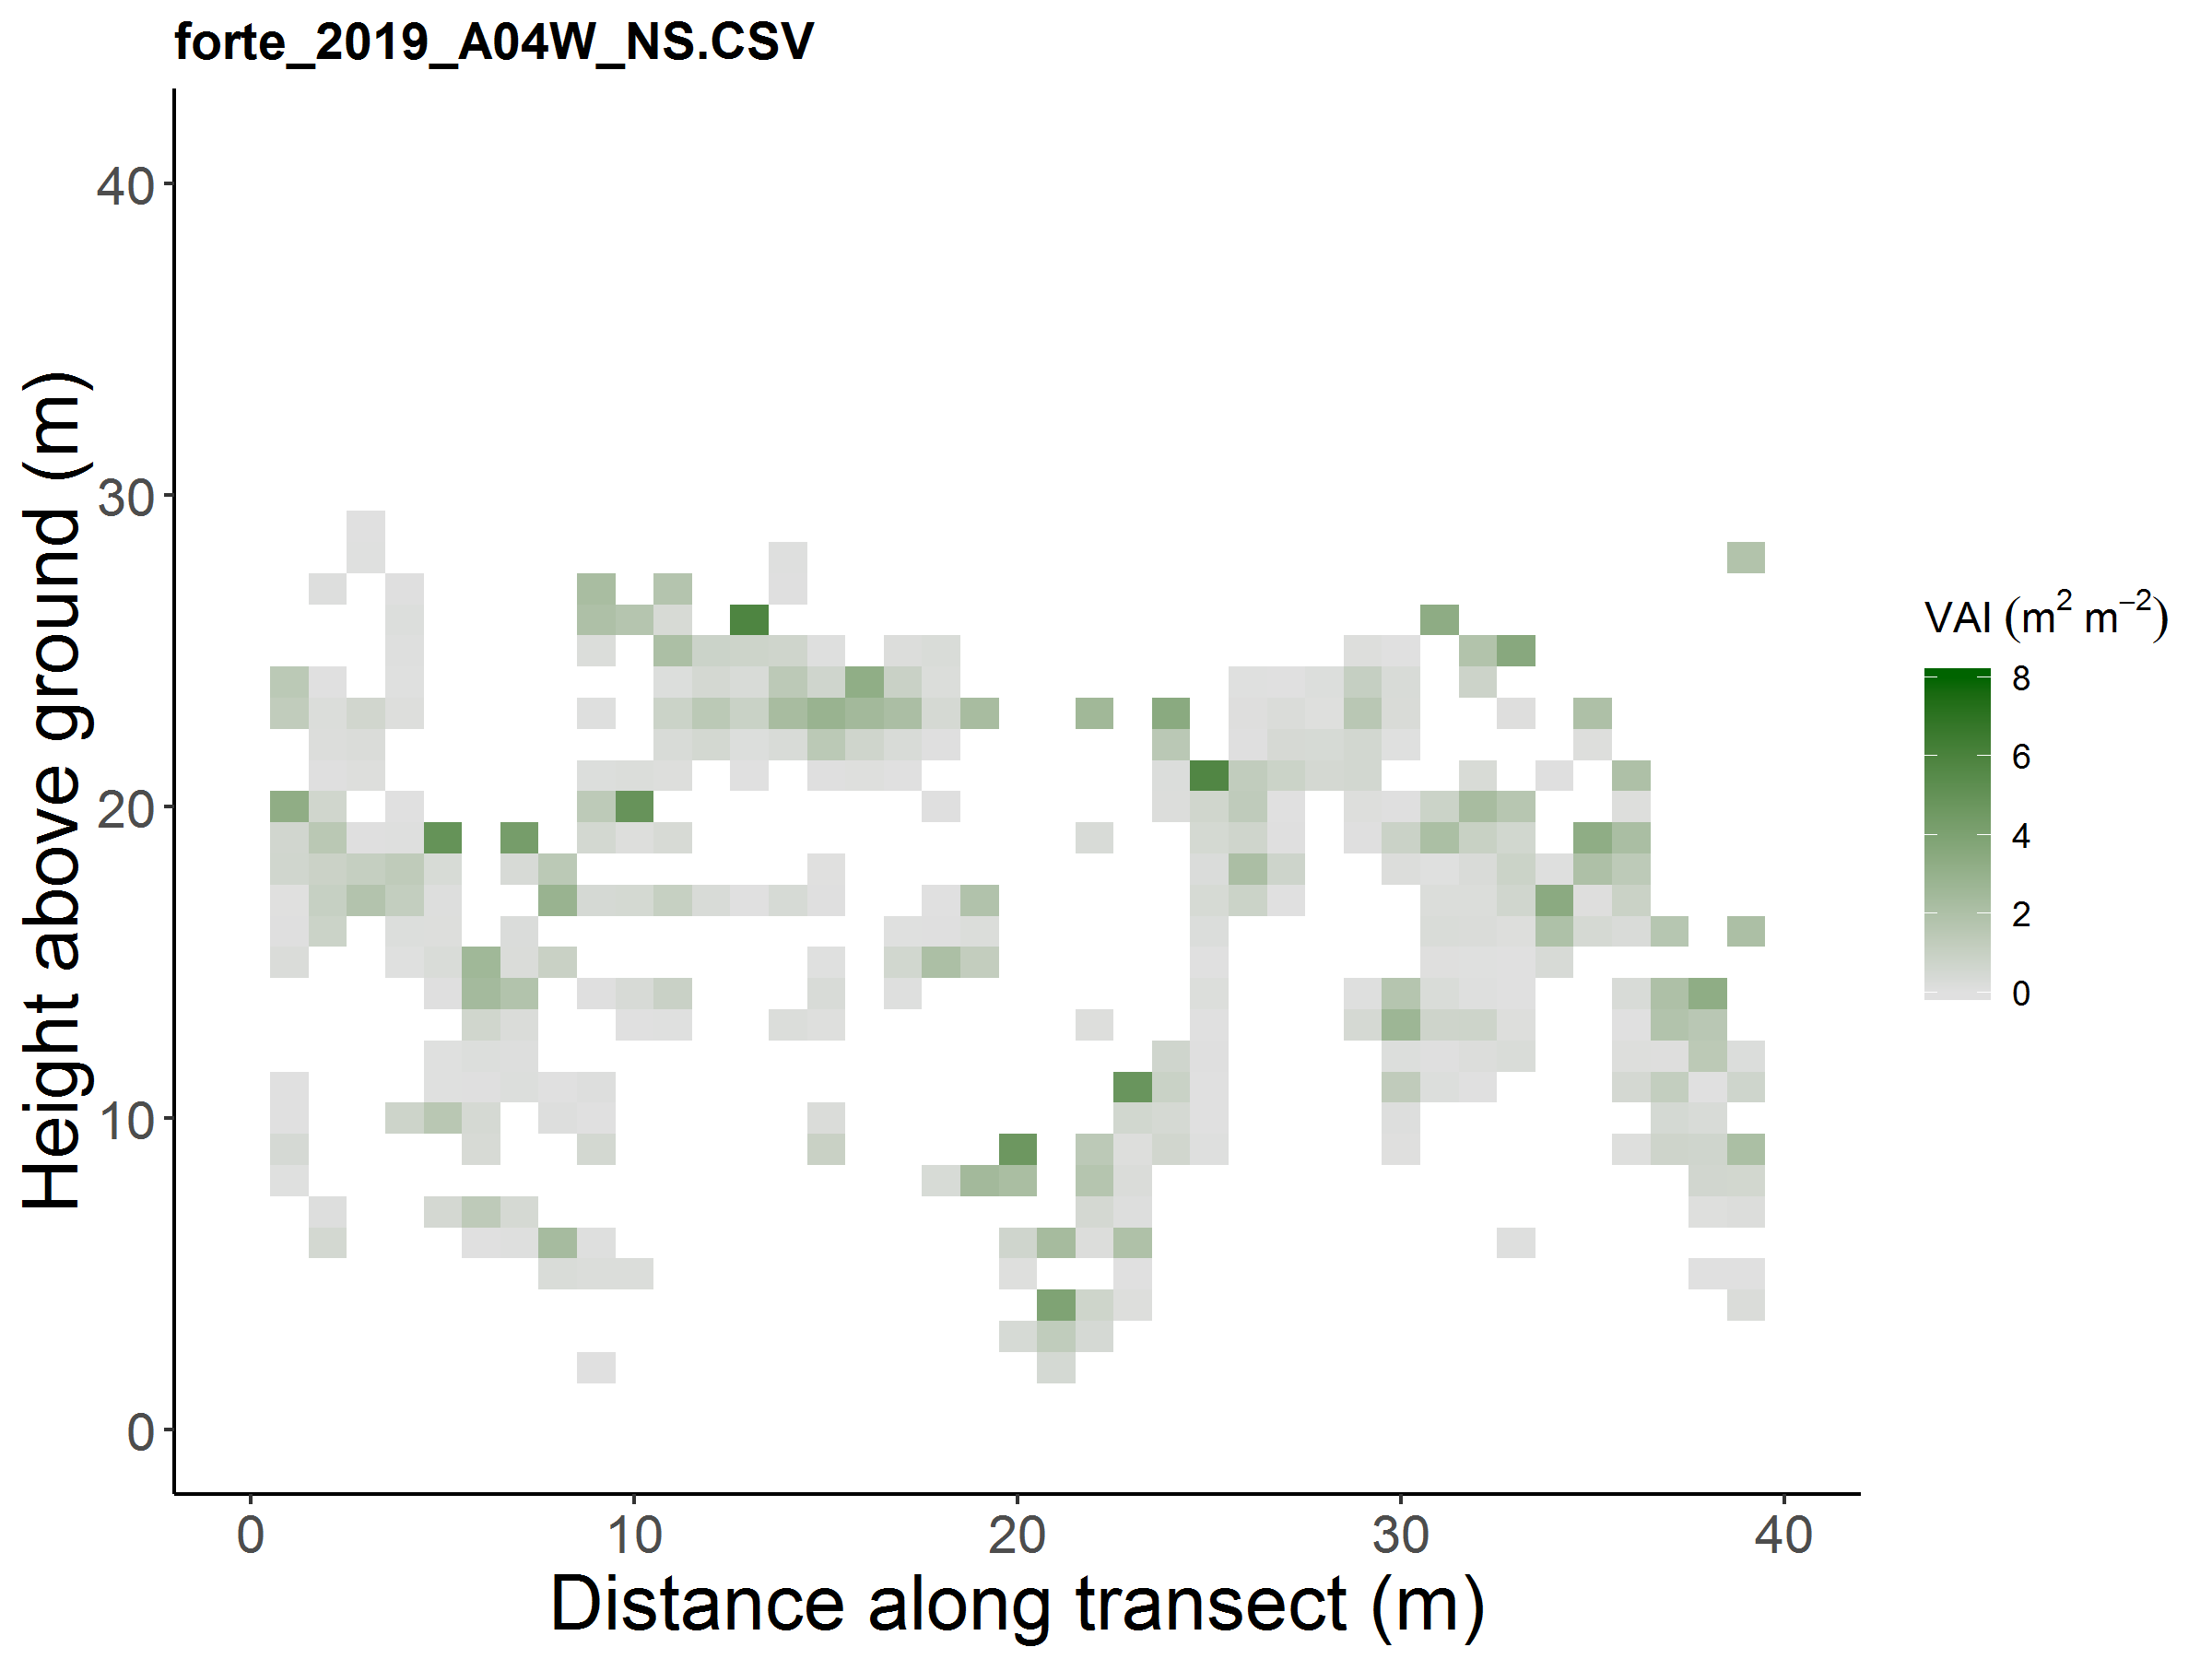 forte_2019_A04W_NS.CSV
Height above ground (m)
40
30
20
10
0
0 10 20 30 40
Distance along transect (m)
VAI (m² m⁻²)
8
6
4
2
0